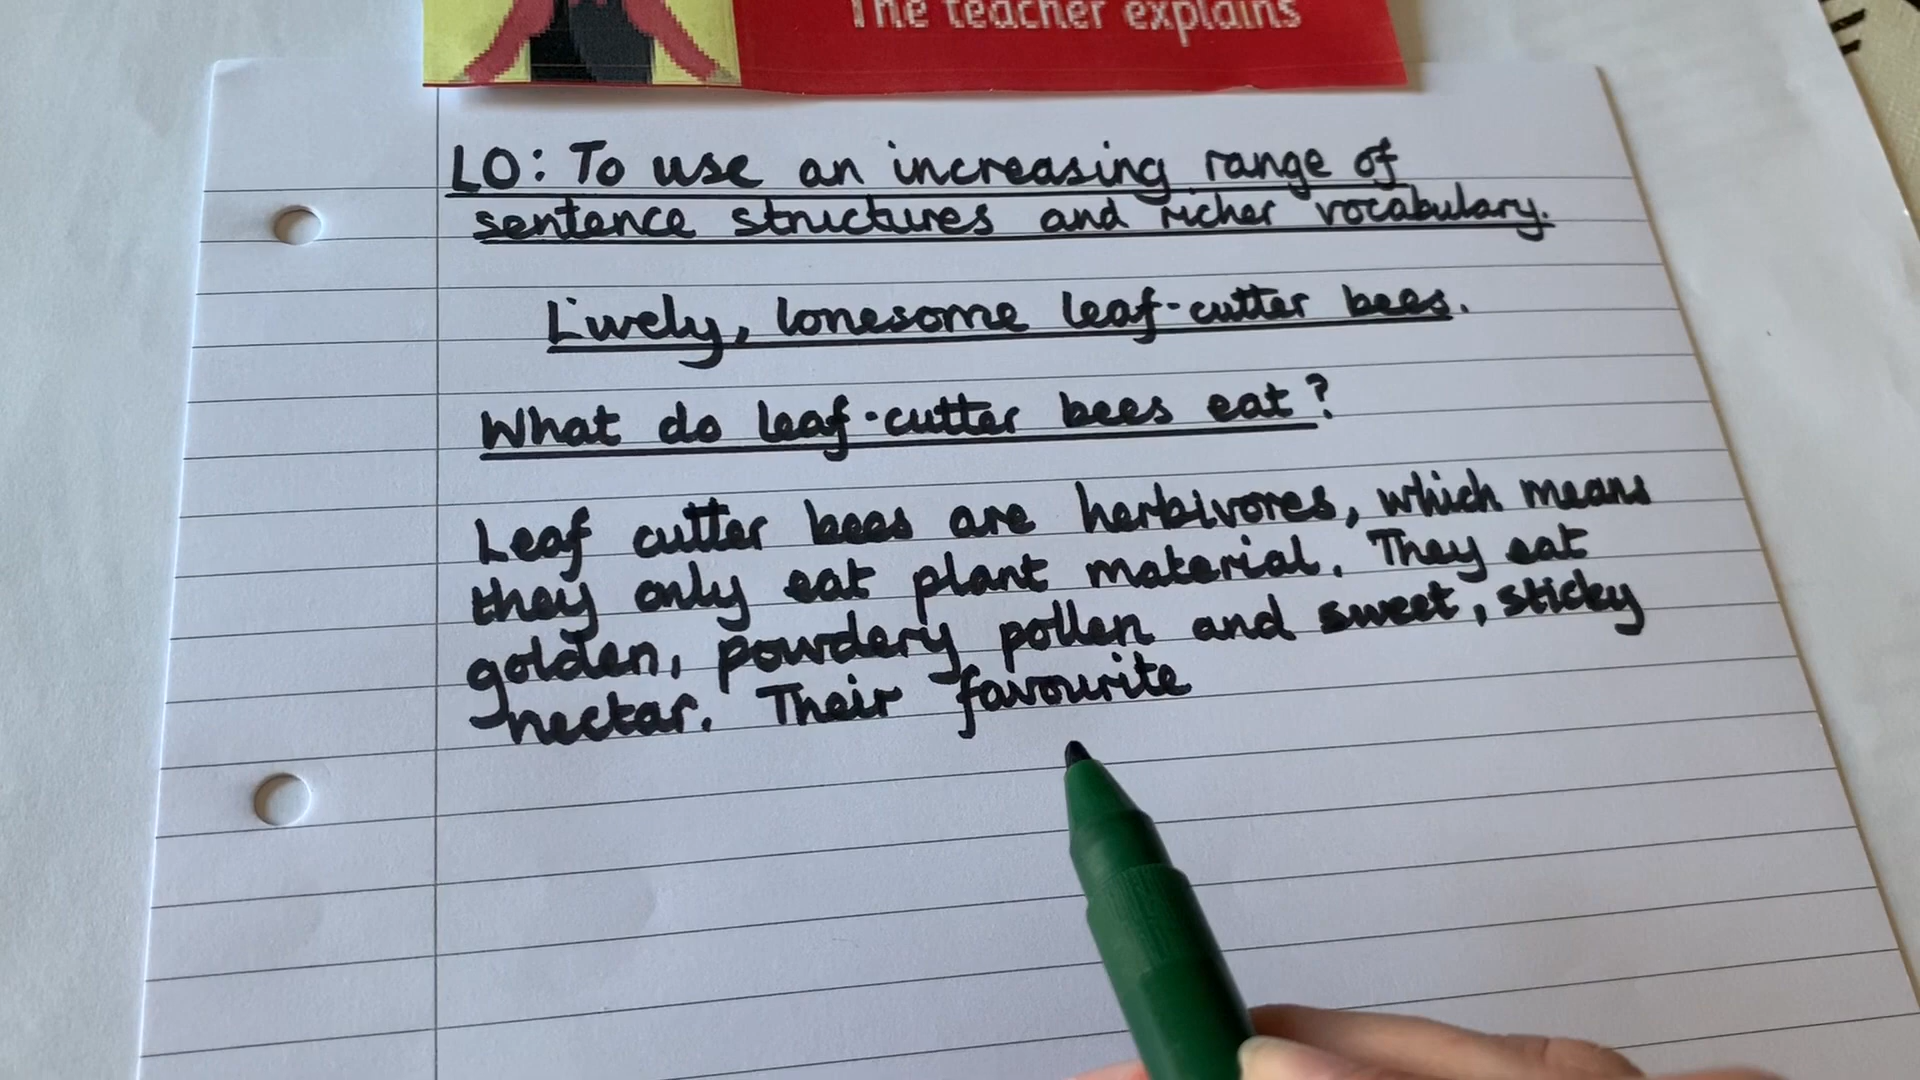 The teacher explains
LO: To use an increasing range of
sentence structures and richer vocabulary.
Lively, lonesome leaf-cutter bees.
What do leaf-cutter bees eat?
Leaf cutter bees are herbivores, which means
they only eat plant material. They eat
golden, powdery pollen and sweet, sticky
nectar. Their favourite